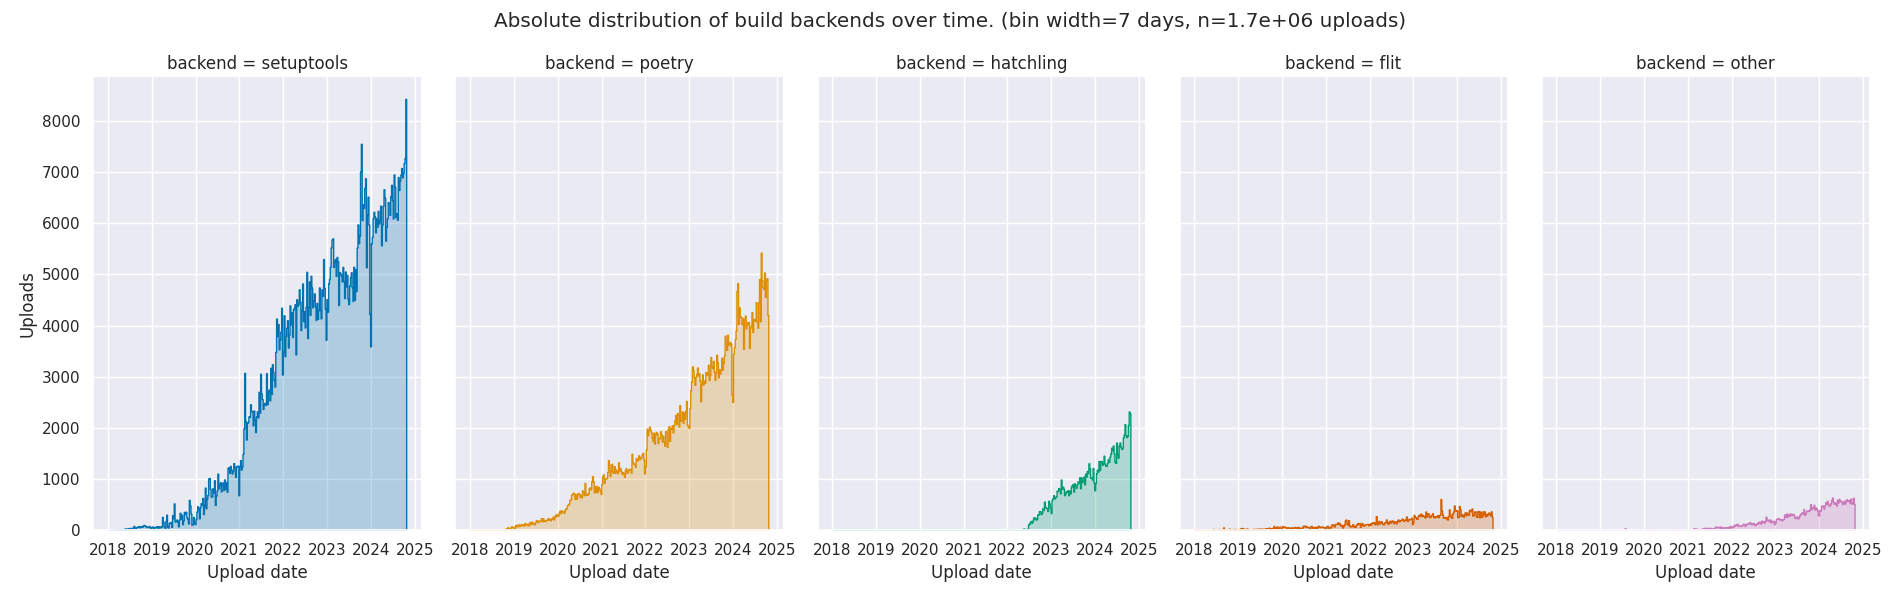 Absolute distribution of build backends over time. (bin width=7 days, n=1.7e+06 uploads)
backend = setuptools
backend = poetry
backend = hatchling
backend = flit
backend = other
8000
7000
6000
5000
4000
3000
2000
1000
0
Uploads
2018 2019 2020 2021 2022 2023 2024 2025
2018 2019 2020 2021 2022 2023 2024 2025
2018 2019 2020 2021 2022 2023 2024 2025
2018 2019 2020 2021 2022 2023 2024 2025
2018 2019 2020 2021 2022 2023 2024 2025
Upload date
Upload date
Upload date
Upload date
Upload date